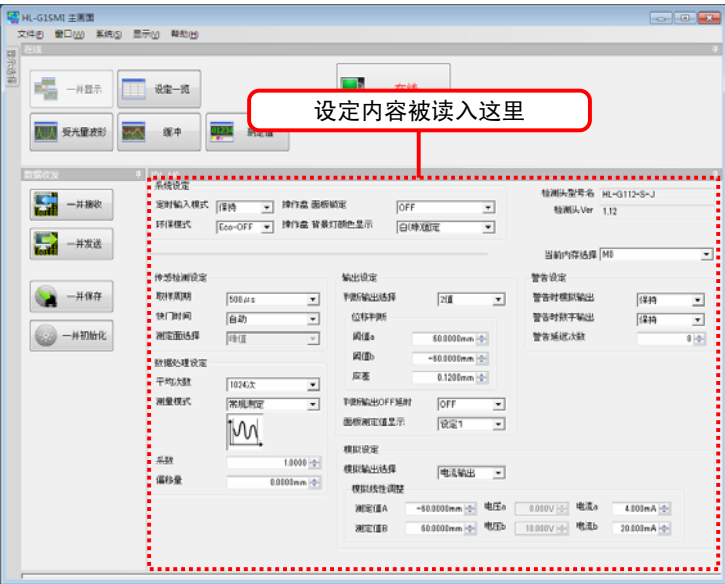 HL-G1SMI 主画面
文件(F) 窗口(W) 系统(S) 显示(V) 帮助(H)
显示选择
在线
一并显示 设定一览 在线
设定内容被读入这里
受光量波形 缓冲 测定值
数据收发
一并接收
一并发送
一并保存
一并初始化
系统设定
定时输入模式 保持 操作盘 面板锁定 OFF
环保模式 Eco-OFF 操作盘 背景灯颜色显示 白(绿)固定
检测头型号名 HL-G112-S-J
检测头Ver 1.12
当前内存选择 M0
传感检测设定
取样周期 500μs
快门时间 自动
测定面选择 峰值
数据处理设定
平均次数 1024次
测量模式 常规测定
系数 1.0000
偏移量 0.0000mm
输出设定
判断输出选择 2值
位移判断
阈值a 60.0000mm
阈值b -60.0000mm
应差 0.1200mm
判断输出OFF延时 OFF
面板测定值显示 设定1
警告设定
警告时模拟输出 保持
警告时数字输出 保持
警告延迟次数 8
模拟设定
模拟输出选择 电流输出
模拟线性调整
测定值A -60.0000mm 电压a 0.000V 电流a 4.000mA
测定值B 60.0000mm 电压b 10.000V 电流b 20.000mA